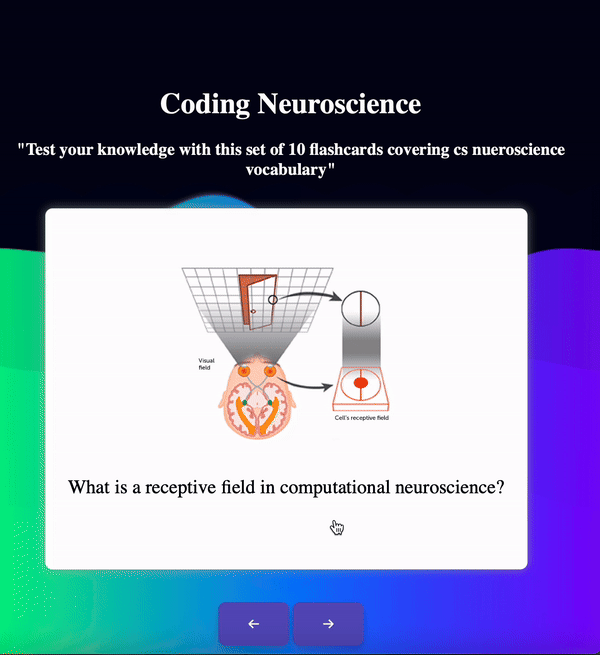 Coding Neuroscience
"Test your knowledge with this set of 10 flashcards covering cs nueroscience
vocabulary"
Visual
field
Cell's receptive field
What is a receptive field in computational neuroscience?